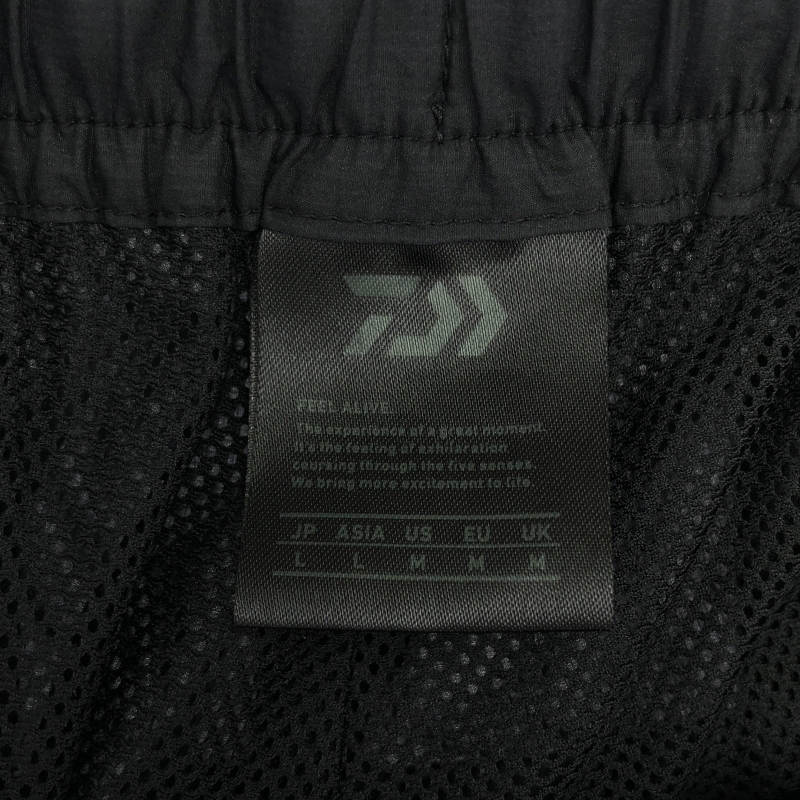 FEEL ALIVE.
The experience of a great moment.
It's the feeling of exhilaration
coursing through the five senses.
We bring more excitement to life.
JP ASIA US EU UK
L L M M M